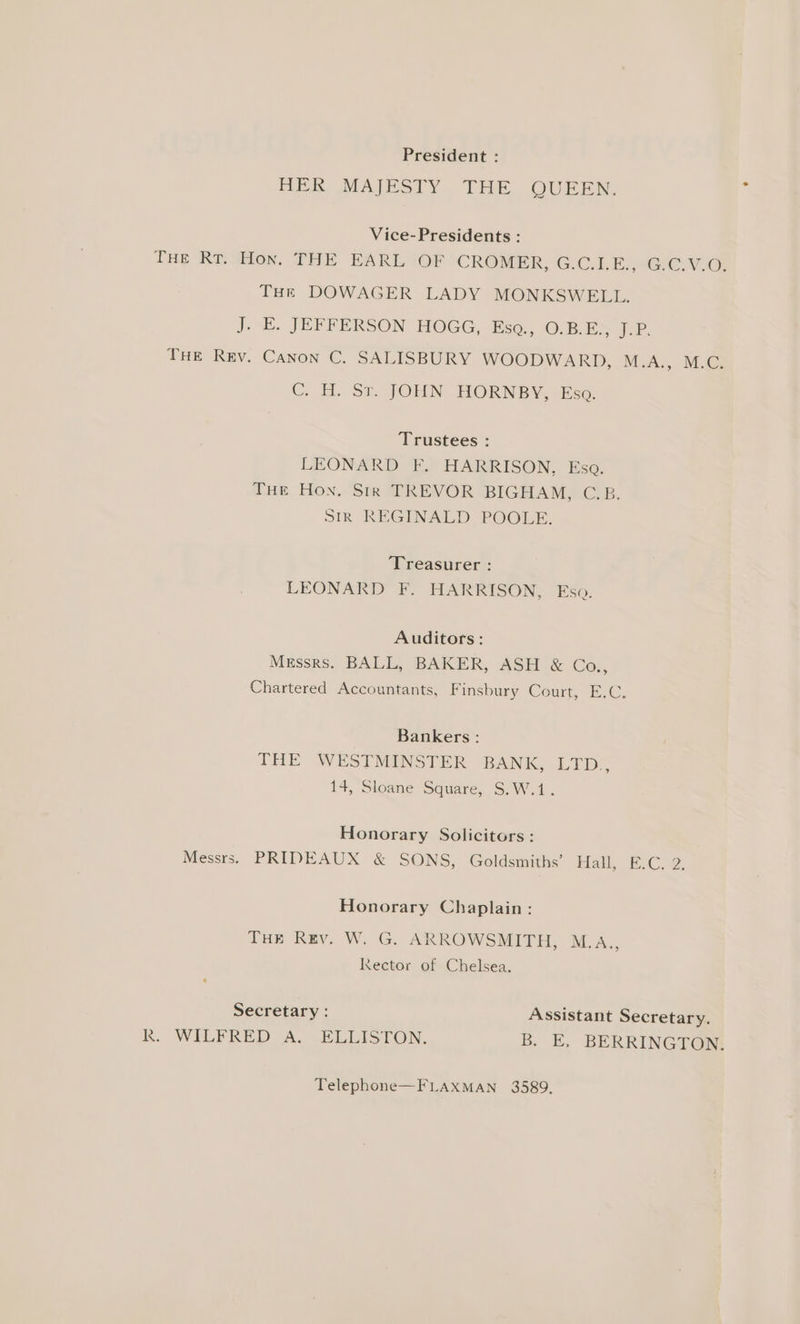 President :
HER MAJESTY THE QUEEN.
Vice-Presidents :
THE RT. HON. THE EARL OF CROMER, G.C.I.E., G.C.V.O.
THE DOWAGER LADY MONKSWELL.
J. E. JEFFERSON HOGG, ESQ., O.B.E., J.P.
THE REV. CANON C. SALISBURY WOODWARD, M.A., M.C.
C. H. ST. JOHN HORNBY, ESQ.
Trustees :
LEONARD F. HARRISON, ESQ.
THE HON. SIR TREVOR BIGHAM, C.B.
SIR REGINALD POOLE.
Treasurer :
LEONARD F. HARRISON, ESQ.
Auditors :
MESSRS. BALL, BAKER, ASH & Co.,
Chartered Accountants, Finsbury Court, E.C.
Bankers :
THE WESTMINSTER BANK, LTD.,
14, Sloane Square, S.W.1.
Honorary Solicitors :
Messrs. PRIDEAUX & SONS, Goldsmiths' Hall, E.C. 2.
Honorary Chaplain :
THE REV. W. G. ARROWSMITH, M.A.,
Rector of Chelsea.
Secretary : Assistant Secretary.
R. WILFRED A. ELLISTON. B. E. BERRINGTON.
Telephone—FLAXMAN 3589.